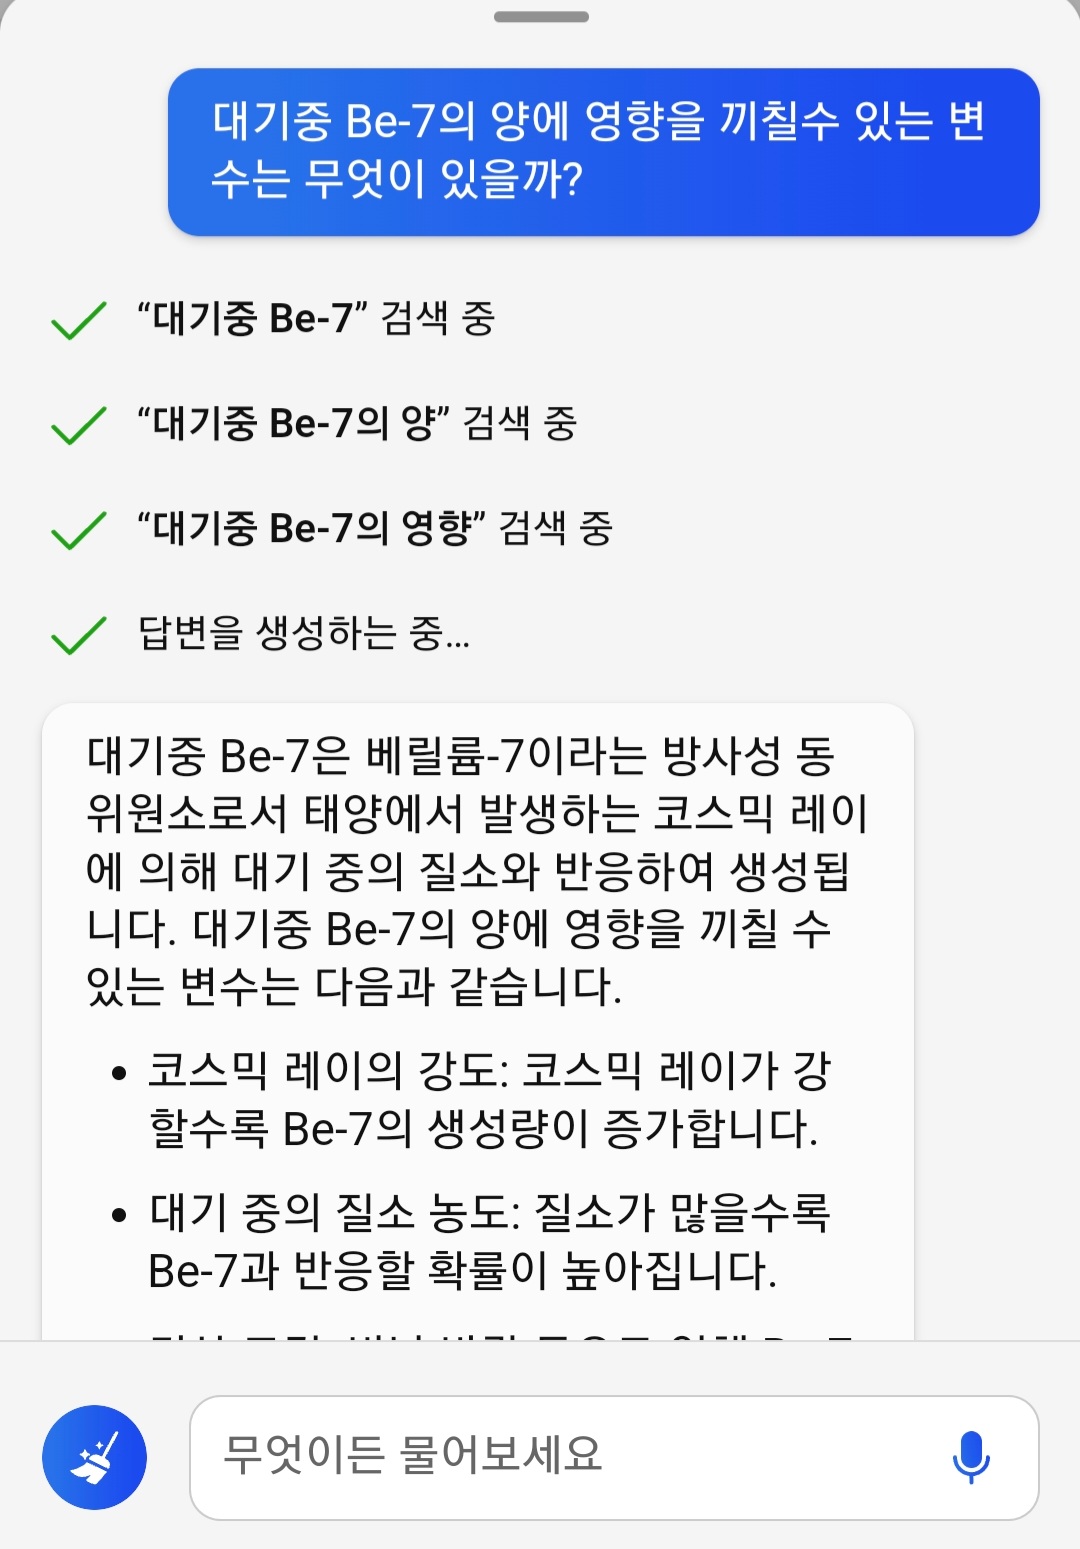 대기중 Be-7의 양에 영향을 끼칠수 있는 변
수는 무엇이 있을까?
“대기중 Be-7” 검색 중
“대기중 Be-7의 양” 검색 중
“대기중 Be-7의 영향” 검색 중
답변을 생성하는 중...
대기중 Be-7은 베릴륨-7이라는 방사성 동
위원소로서 태양에서 발생하는 코스믹 레이
에 의해 대기 중의 질소와 반응하여 생성됩
니다. 대기중 Be-7의 양에 영향을 끼칠 수
있는 변수는 다음과 같습니다.
• 코스믹 레이의 강도: 코스믹 레이가 강
할수록 Be-7의 생성량이 증가합니다.
• 대기 중의 질소 농도: 질소가 많을수록
Be-7과 반응할 확률이 높아집니다.
무엇이든 물어보세요